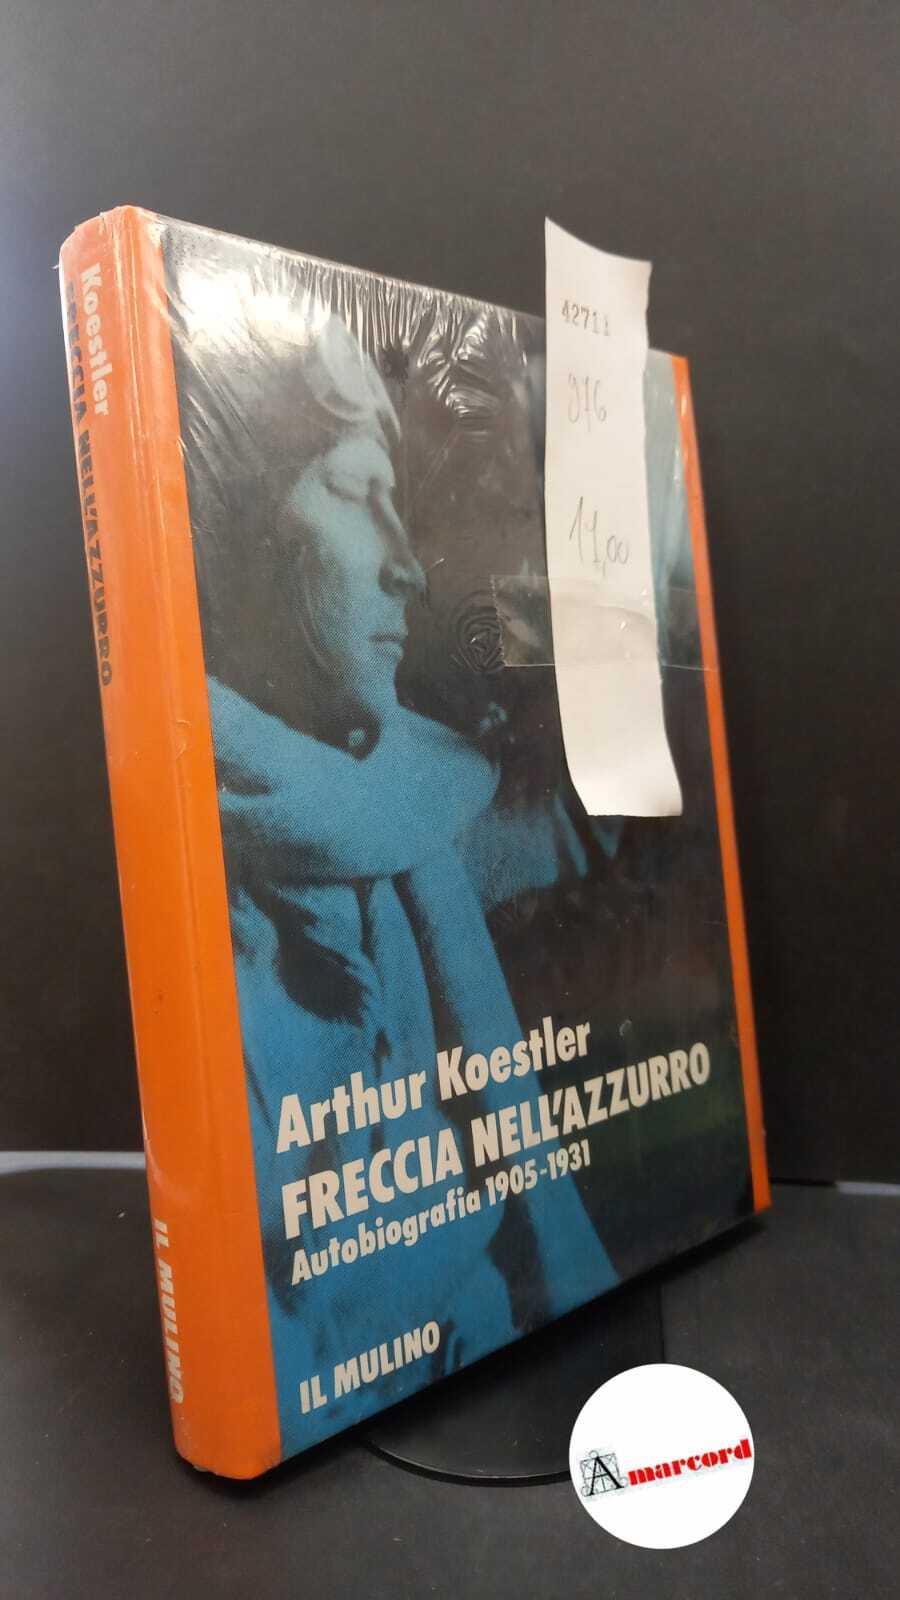 Koestler
FRECCIA NELL'AZZURRO
IL MULINO
42711
976
17,00
Arthur Koestler
FRECCIA NELL'AZZURRO
Autobiografia 1905-1931
IL MULINO
Amarcord